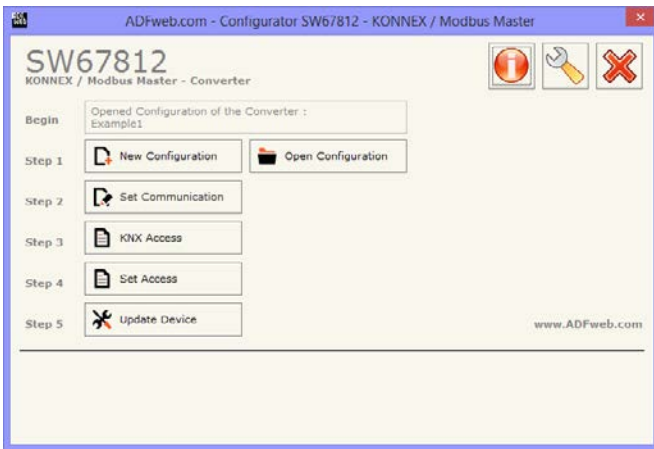 ADFweb.com - Configurator SW67812 - KONNEX / Modbus Master
SW67812
KONNEX / Modbus Master - Converter
Begin
Opened Configuration of the Converter :
Example1
Step 1
New Configuration
Open Configuration
Step 2
Set Communication
Step 3
KNX Access
Step 4
Set Access
Step 5
Update Device
www.ADFweb.com